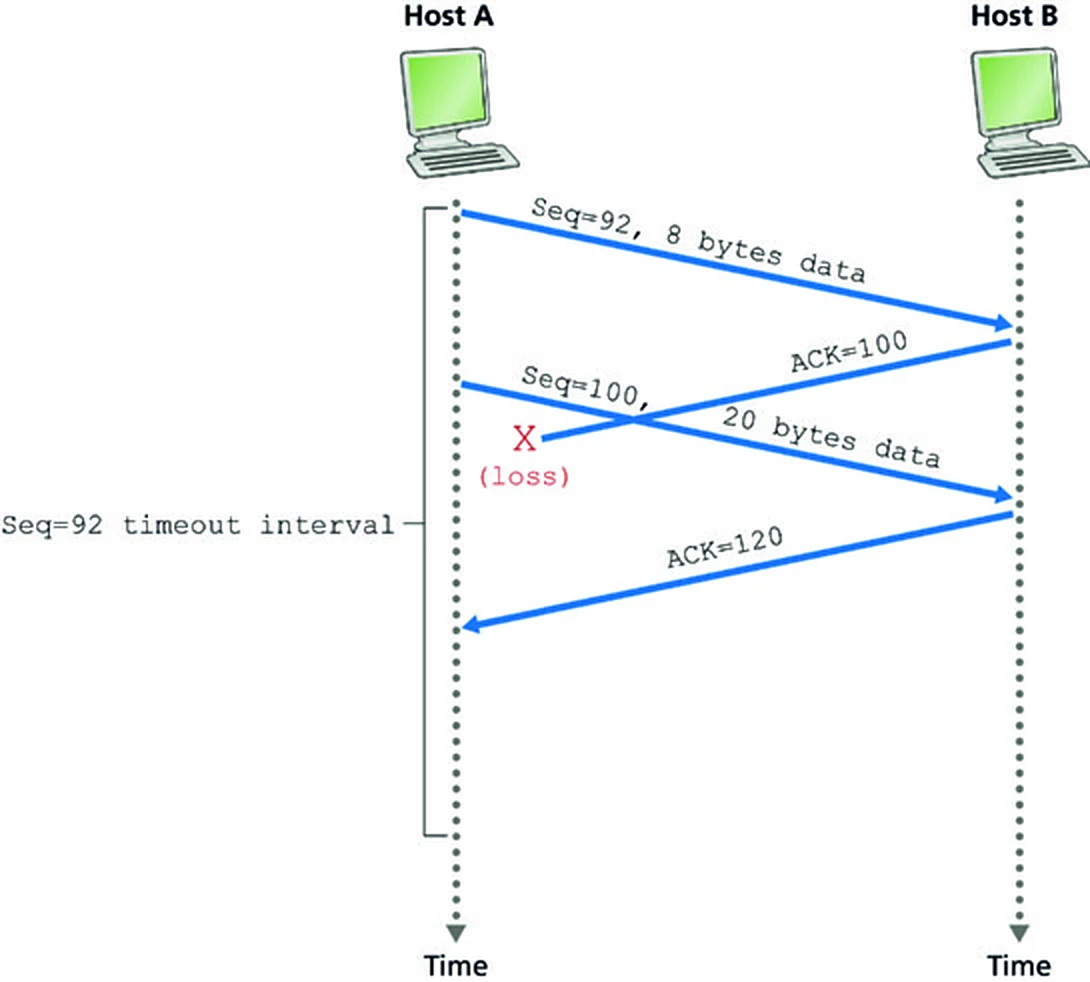 Host A
Host B
Seq=92, 8 bytes data
ACK=100
Seq=100, 20 bytes data
X
(loss)
Seq=92 timeout interval
ACK=120
Time
Time